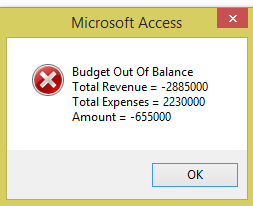 Microsoft Access
Budget Out Of Balance
Total Revenue = -2885000
Total Expenses = 2230000
Amount = -655000
OK